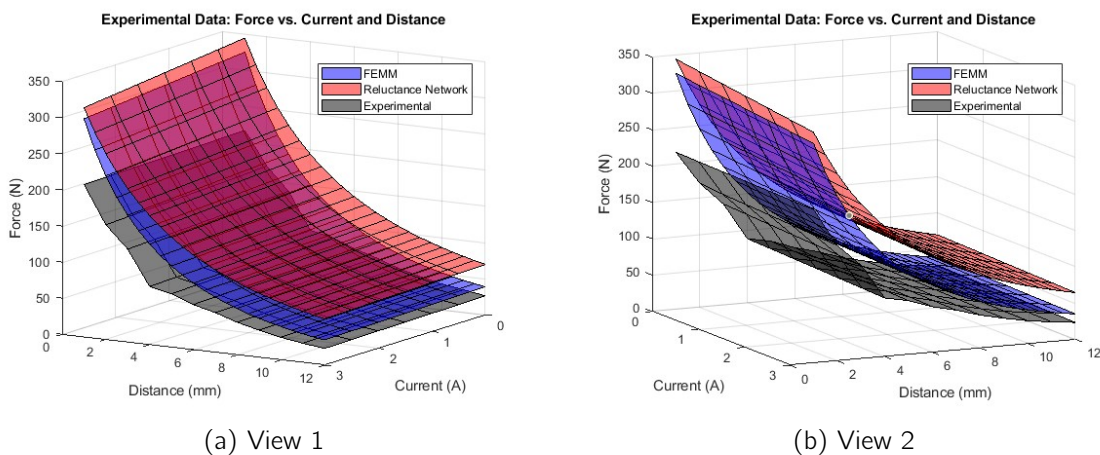 Experimental Data: Force vs. Current and Distance
350
300
250
200
150
100
50
0
Force (N)
0
2
4
6
8
10
12
Distance (mm)
3
2
1
0
Current (A)
FEMM
Reluctance Network
Experimental
(a) View 1
Experimental Data: Force vs. Current and Distance
350
300
250
200
150
100
50
0
Force (N)
0
1
2
3
Current (A)
0
2
4
6
8
10
12
Distance (mm)
FEMM
Reluctance Network
Experimental
(b) View 2